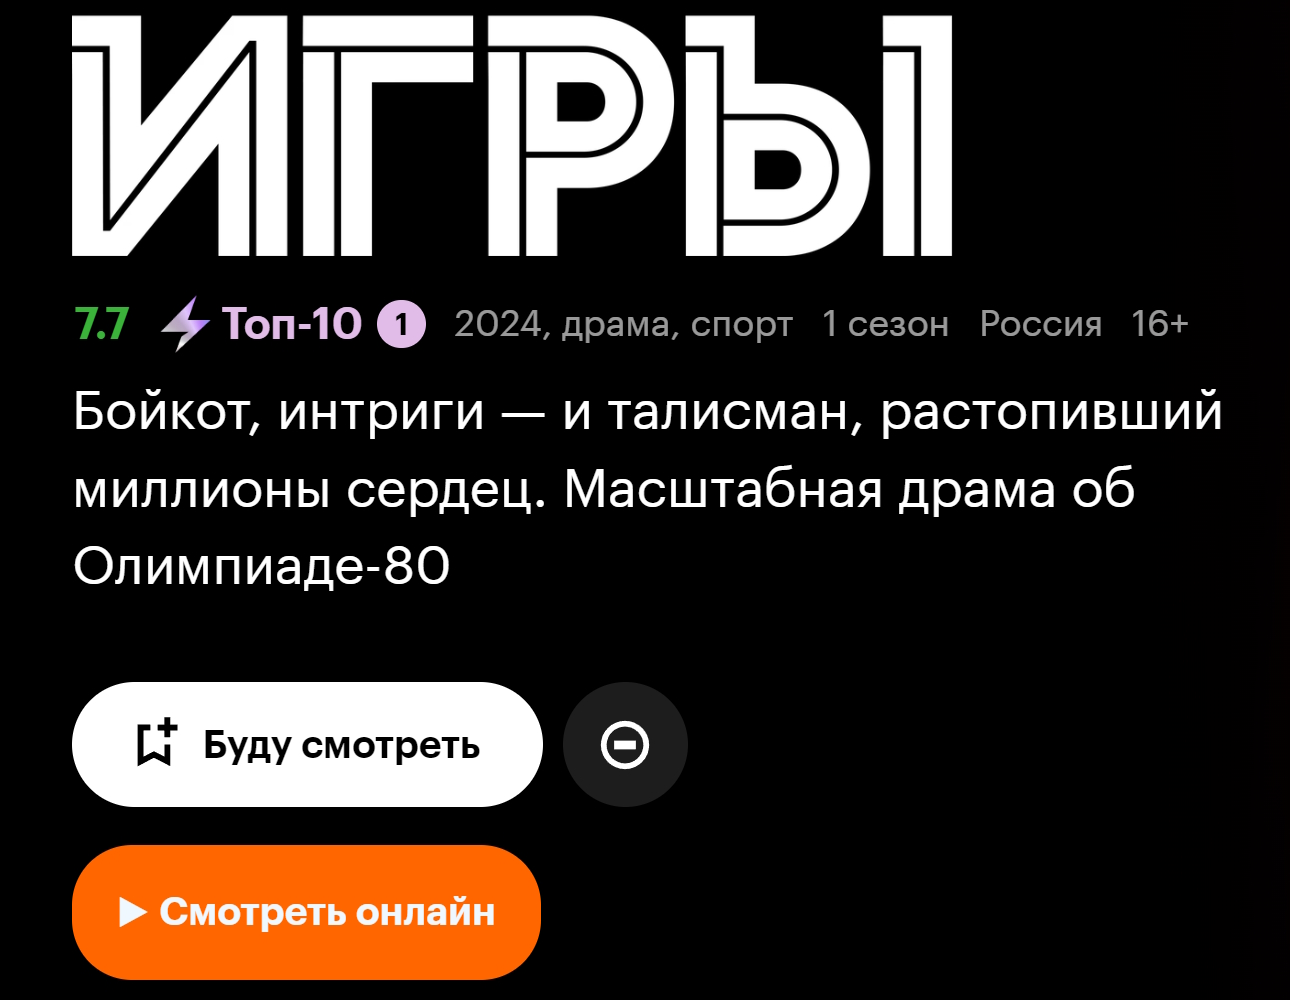 ИГРЫ
7.7 Топ-10 1 2024, драма, спорт 1 сезон Россия 16+
Бойкот, интриги — и талисман, растопивший
миллионы сердец. Масштабная драма об
Олимпиаде-80
Буду смотреть
Смотреть онлайн